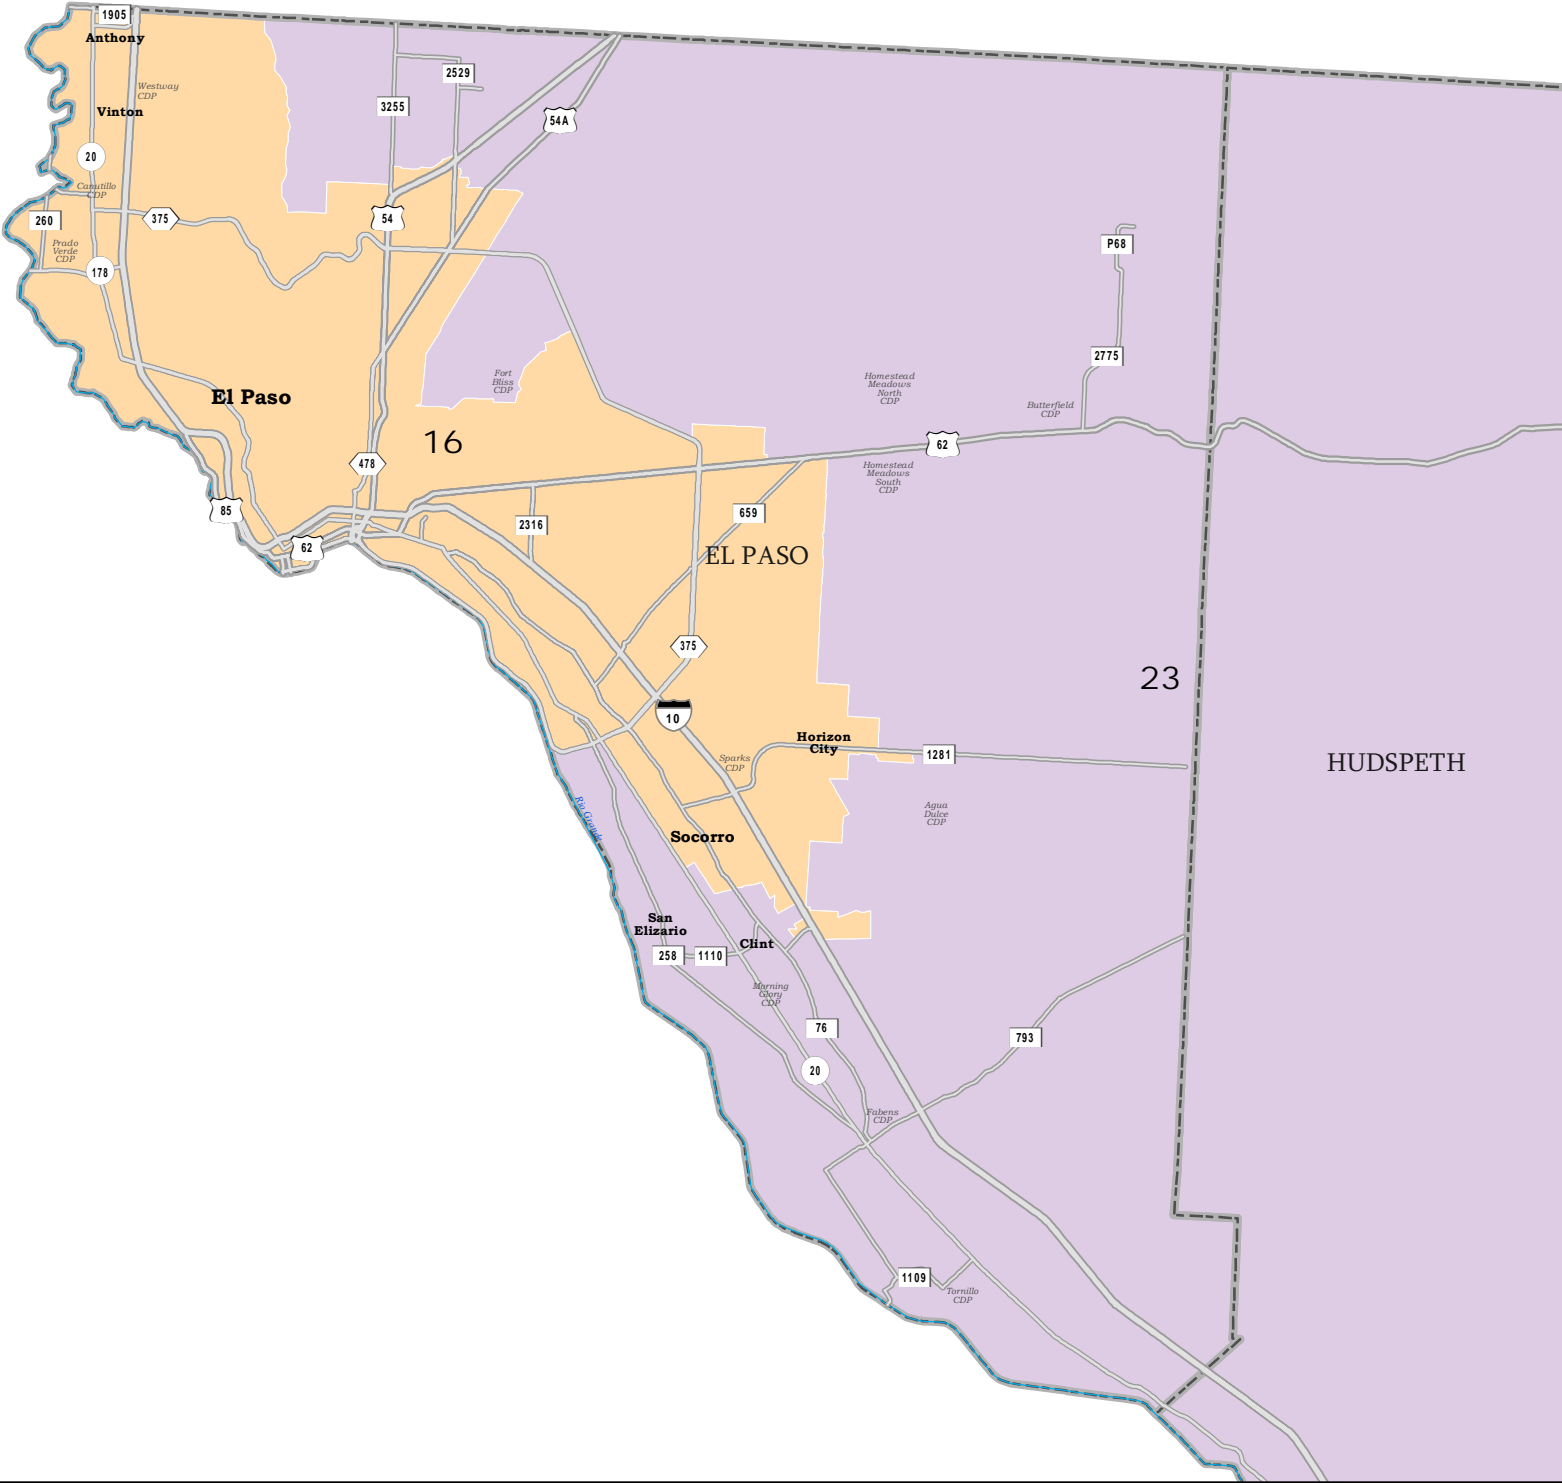 1905
Anthony
Westway
CDP
2529
3255
Vinton
54A
20
Canutillo
CDP
260
375
54
Prado
Verde
CDP
P68
178
2775
Fort
Bliss
CDP
Homestead
Meadows
North
CDP
El Paso
Butterfield
CDP
16
62
478
Homestead
Meadows
South
CDP
85
659
2316
62
EL PASO
375
23
10
Horizon
City
1281
Sparks
CDP
HUDSPETH
Rio Grande
Agua
Dulce
CDP
Socorro
San
Elizario
Clint
258
1110
Morning
Glory
CDP
76
793
20
Fabens
CDP
1109
Tornillo
CDP